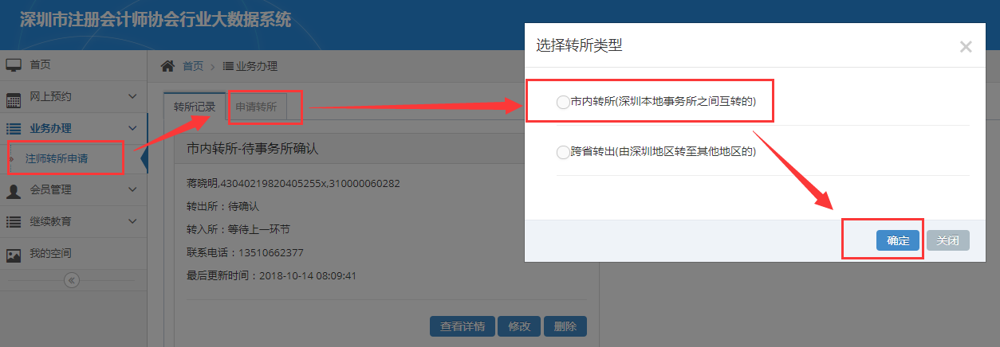 深圳市注册会计师协会行业大数据系统
首页
网上预约
业务办理
注师转所申请
会员管理
继续教育
我的空间
首页 > 业务办理
转所记录 申请转所
市内转所-待事务所确认
蒋晓明,43040219820405255x,310000060282
转出所：待确认
转入所：等待上一环节
联系电话：13510662377
最后更新时间：2018-10-14 08:09:41
查看详情 修改 删除
选择转所类型
市内转所(深圳本地事务所之间互转的)
跨省转出(由深圳地区转至其他地区的)
确定 关闭